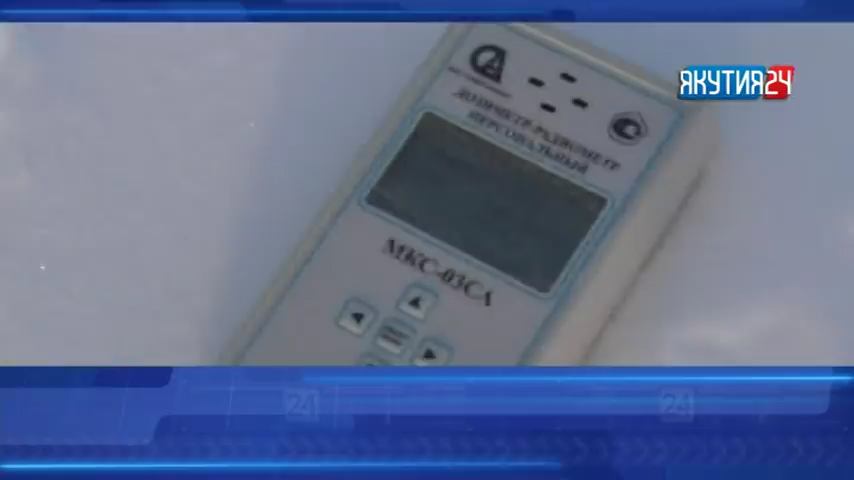 ЯКУТИЯ24
ДОЗИМЕТР-РАДИОМЕТР
ПЕРСОНАЛЬНЫЙ
МКС-03СА
24
24